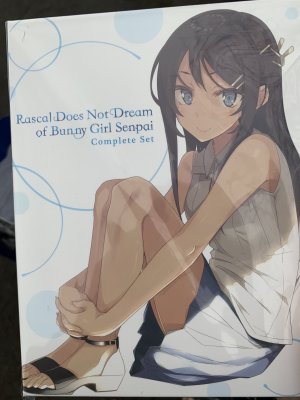 Rascal Does Not Dream
of Bunny Girl Senpai
Complete Set